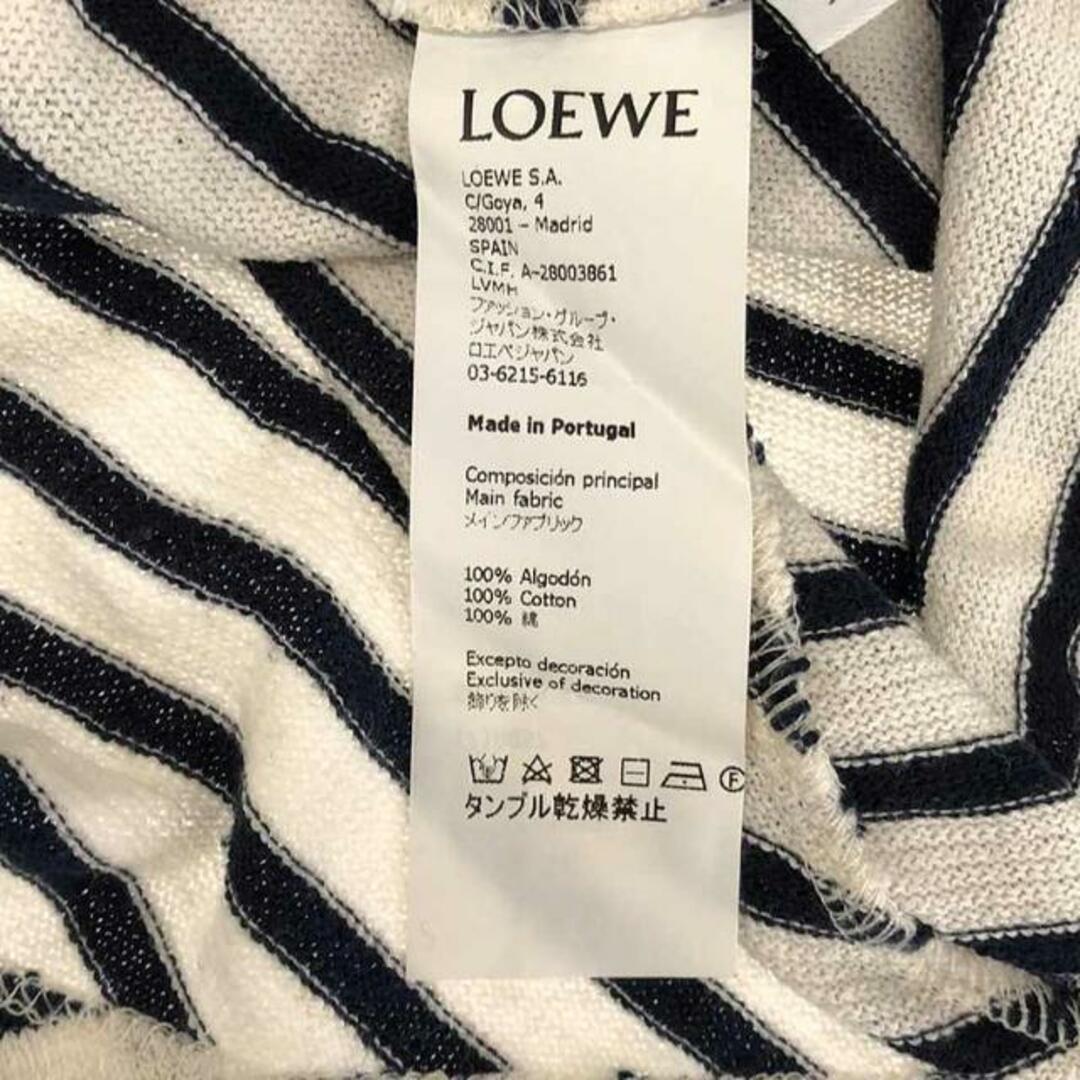 LOEWE
LOEWE S.A.
C/Goya, 4
28001 – Madrid
SPAIN
C.I.F. A-28003861
LVMH
ファッション・グループ・
ジャパン株式会社
ロエベジャパン
03-6215-6116
Made in Portugal
Composición principal
Main fabric
メインファブリック
100% Algodón
100% Cotton
100% 綿
Excepto decoración
Exclusive of decoration
飾りを除く
F
タンブル乾燥禁止